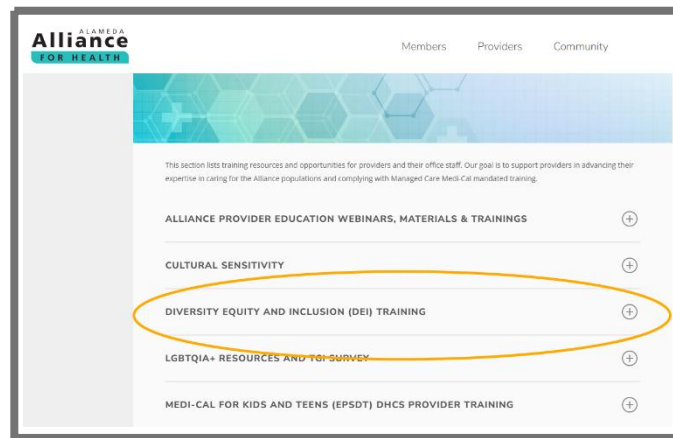 ALAMEDA
Alliance
FOR HEALTH
Members Providers Community
This section lists training resources and opportunities for providers and their office staff. Our goal is to support providers in advancing their
expertise in caring for the Alliance populations and complying with Managed Care Medi-Cal mandated training.
ALLIANCE PROVIDER EDUCATION WEBINARS, MATERIALS & TRAININGS
CULTURAL SENSITIVITY
DIVERSITY EQUITY AND INCLUSION (DEI) TRAINING
LGBTQIA+ RESOURCES AND TGI SURVEY
MEDI-CAL FOR KIDS AND TEENS (EPSDT) DHCS PROVIDER TRAINING